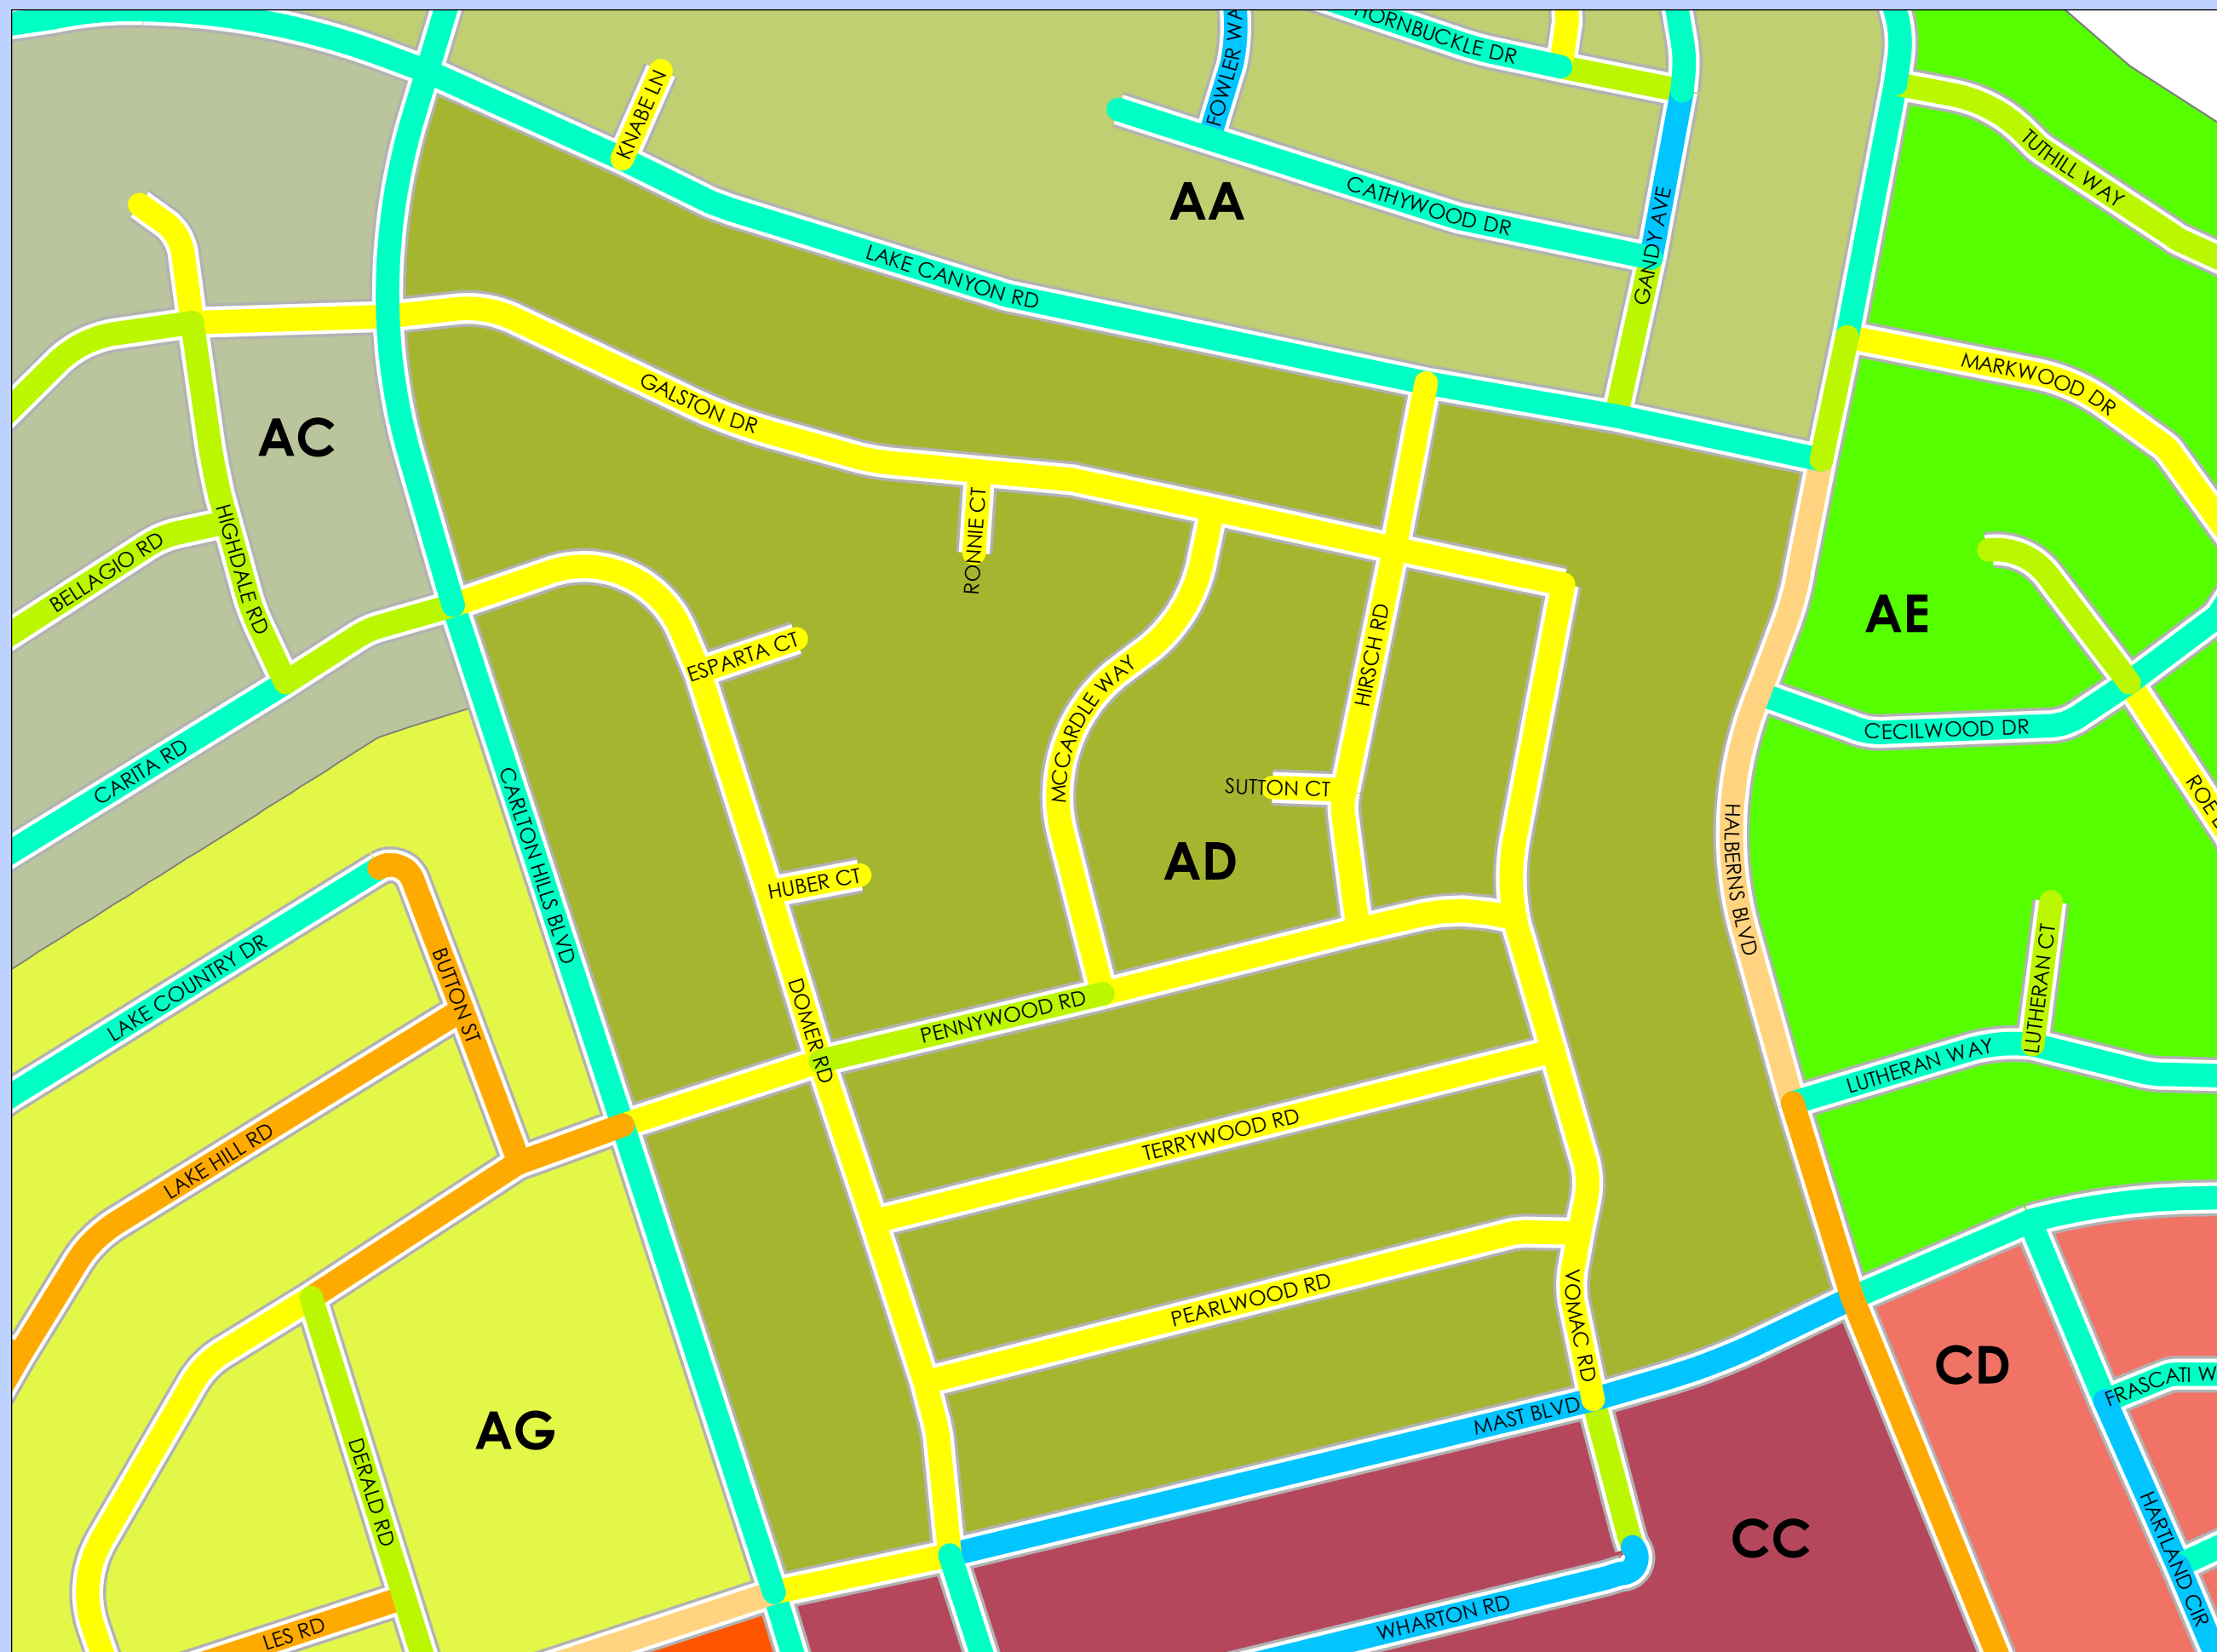 HORNBUCKLE DR
KNABE LN
TUTHILL WAY
AA
CATHYWOOD DR
GANDY AVE
LAKE CANYON RD
MARKWOOD DR
GALSTON DR
AC
RONNIE CT
HIGHDALE RD
BELLAGIO RD
AE
ESPARTA CT
HIRSCH RD
MCCARDLE WAY
CECILWOOD DR
CARITA RD
SUTTON CT
CARLTON HILLS BLVD
HALBERNS BLVD
AD
HUBER CT
LUTHERAN CT
LAKE COUNTRY DR
BUTTON ST
DOMER RD
PENNYWOOD RD
LUTHERAN WAY
TERRYWOOD RD
LAKE HILL RD
PEARLWOOD RD
VOMAC RD
CD
FRASCATI W
MAST BLVD
AG
DERALD RD
CC
HARTLAND CIR
WHARTON RD
LES RD
FOWLER WA
ROE